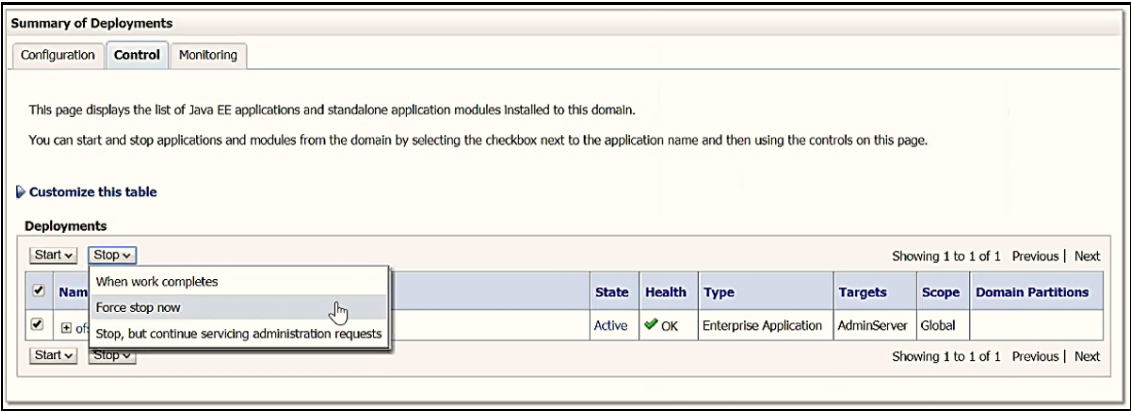 Summary of Deployments
Configuration Control Monitoring
This page displays the list of Java EE applications and standalone application modules installed to this domain.
You can start and stop applications and modules from the domain by selecting the checkbox next to the application name and then using the controls on this page.
Customize this table
Deployments
Start Stop Showing 1 to 1 of 1 Previous | Next
When work completes
Force stop now
Stop, but continue servicing administration requests
State Health Type Targets Scope Domain Partitions
Active OK Enterprise Application AdminServer Global
Start Stop Showing 1 to 1 of 1 Previous | Next